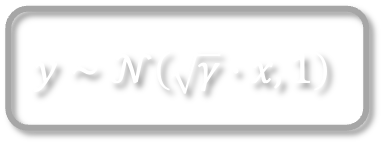 y ~ 𝒩(√γ · x, 1)